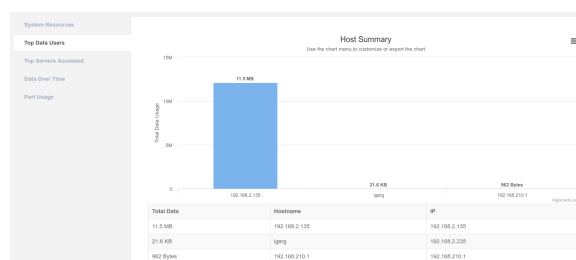 System Resources
Top Data Users
Top Servers Accessed
Data Over Time
Port Usage
Host Summary
Use the chart menu to customize or export the chart
Total Data Usage
15M
10M
5M
0
11.5 MB
21.6 KB
962 Bytes
192.168.2.135
igerg
192.168.210.1
Highcharts.co
Total Data Hostname IP
11.5 MB 192.168.2.135 192.168.2.135
21.6 KB igerg 192.168.2.235
962 Bytes 192.168.210.1 192.168.210.1